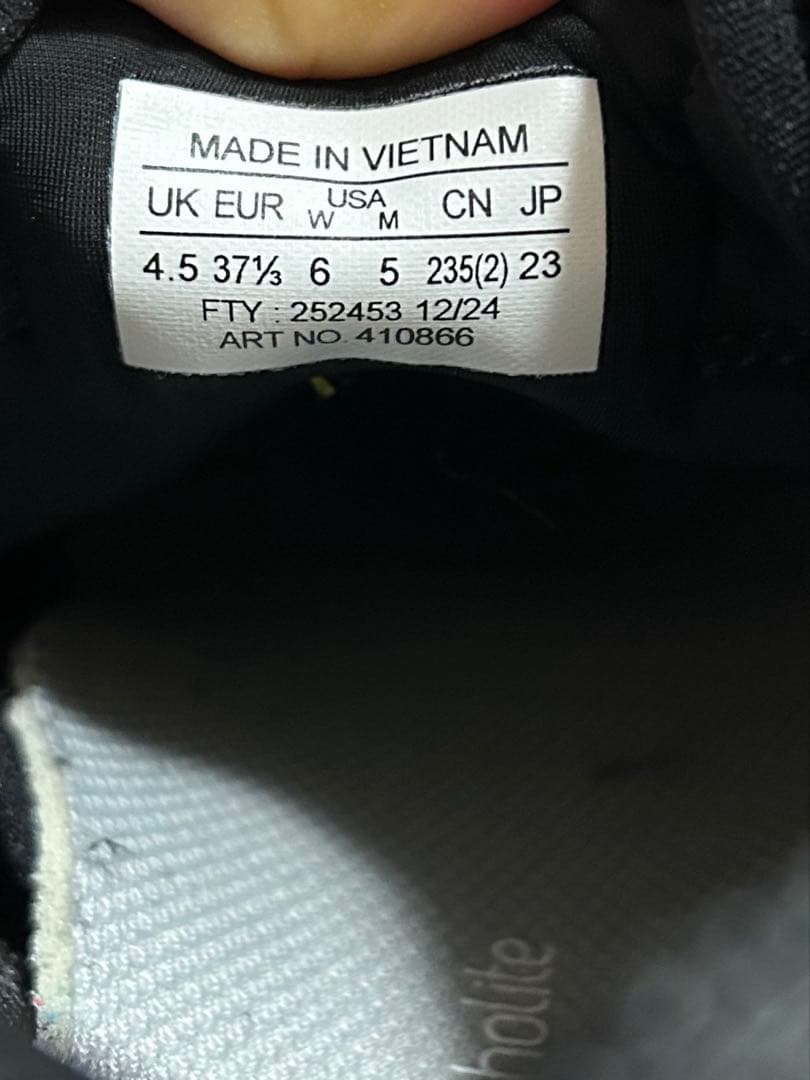 MADE IN VIETNAM
UK EUR USA CN JP
W M
4.5 37⅓ 6 5 235(2) 23
FTY : 252453 12/24
ART NO. 410866
holite